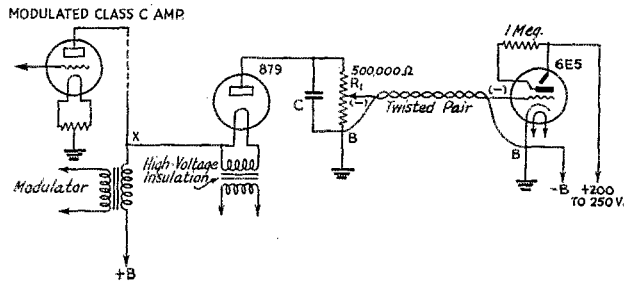 MODULATED CLASS C AMP.
1 Meg.
879
500,000Ω
6E5
R1
C
(-)
(-)
Twisted Pair
X
B
B
High-Voltage
Insulation
Modulator
-B
+200
TO 250 V.
+B